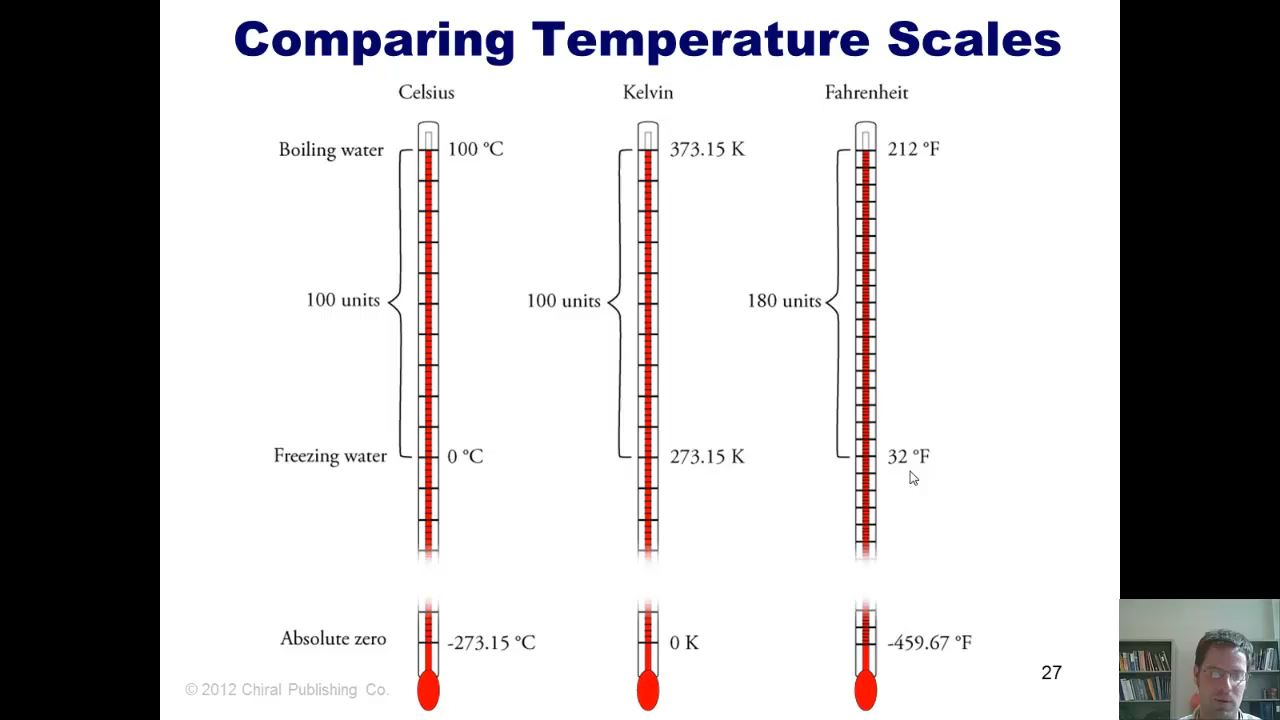 Comparing Temperature Scales
Celsius Kelvin Fahrenheit
Boiling water 100 °C 373.15 K 212 °F
100 units 100 units 180 units
Freezing water 0 °C 273.15 K 32 °F
Absolute zero -273.15 °C 0 K -459.67 °F
© 2012 Chiral Publishing Co. 27